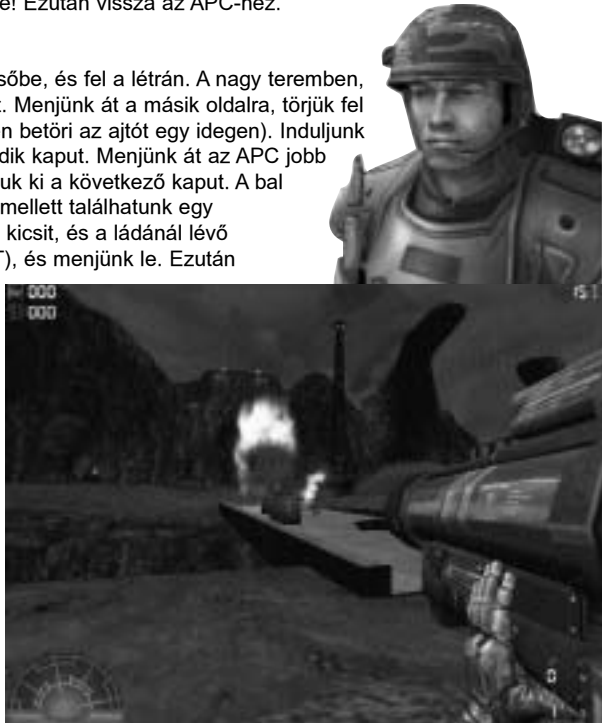 e! Ezután vissza az APC-hez.
sőbe, és fel a létrán. A nagy teremben,
t. Menjünk át a másik oldalra, törjük fel
n betöri az ajtót egy idegen). Induljunk
dik kaput. Menjünk át az APC jobb
uk ki a következő kaput. A bal
mellett találhatunk egy
kicsit, és a ládánál lévő
T), és menjünk le. Ezután
000
000